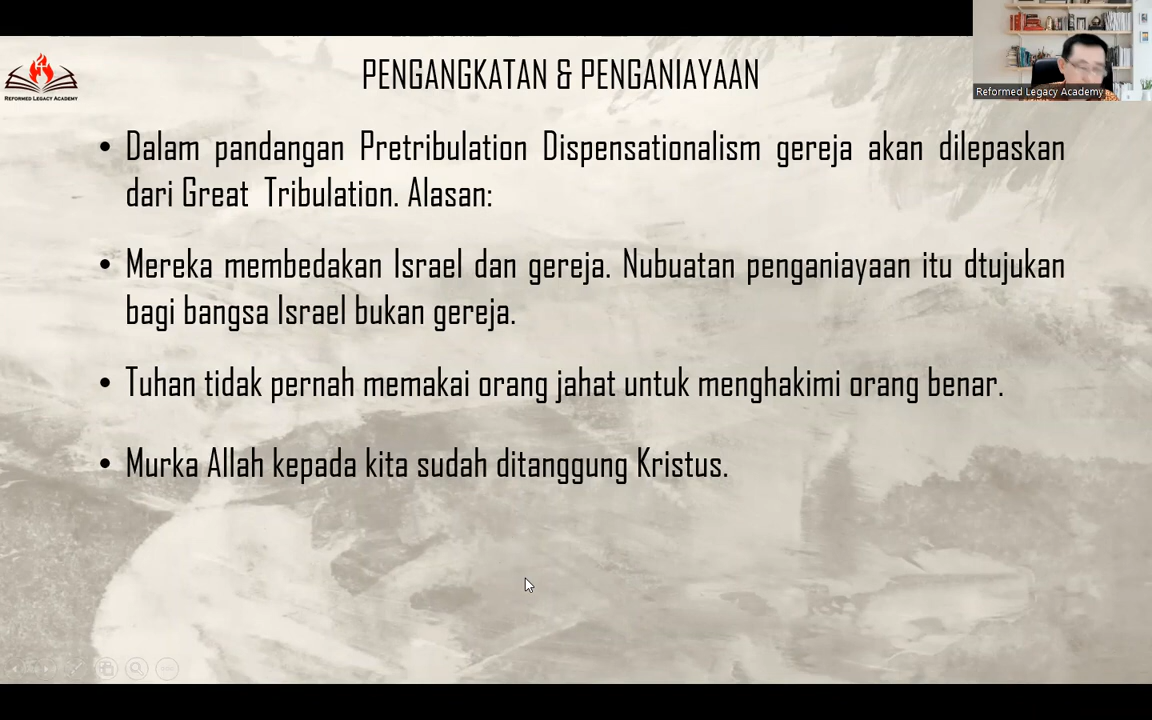 PENGANGKATAN & PENGANIAYAAN
REFORMED LEGACY ACADEMY
Reformed Legacy Academy
• Dalam pandangan Pretribulation Dispensationalism gereja akan dilepaskan
dari Great Tribulation. Alasan:
• Mereka membedakan Israel dan gereja. Nubuatan penganiayaan itu dtujukan
bagi bangsa Israel bukan gereja.
• Tuhan tidak pernah memakai orang jahat untuk menghakimi orang benar.
• Murka Allah kepada kita sudah ditanggung Kristus.